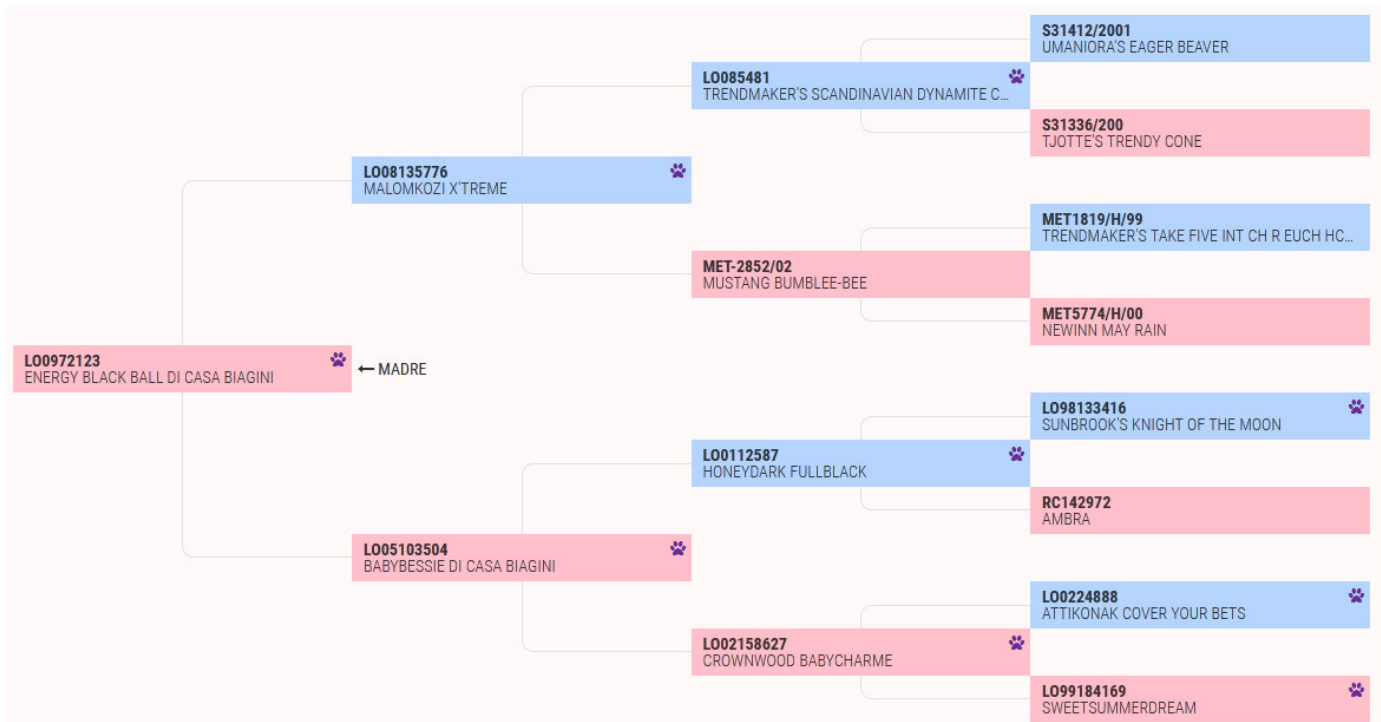 S31412/2001
UMANIORA'S EAGER BEAVER
LO085481
TRENDMAKER'S SCANDINAVIAN DYNAMITE C...
S31336/200
TJOTTE'S TRENDY CONE
LO08135776
MALOMKOZI X'TREME
MET1819/H/99
TRENDMAKER'S TAKE FIVE INT CH R EUCH HC...
MET-2852/02
MUSTANG BUMBLEE-BEE
MET5774/H/00
NEWINN MAY RAIN
LO0972123
ENERGY BLACK BALL DI CASA BIAGINI
← MADRE
LO98133416
SUNBROOK'S KNIGHT OF THE MOON
LO0112587
HONEYDARK FULLBLACK
RC142972
AMBRA
LO05103504
BABYBESSIE DI CASA BIAGINI
LO0224888
ATTIKONAK COVER YOUR BETS
LO02158627
CROWNWOOD BABYCHARME
LO99184169
SWEETSUMMERDREAM